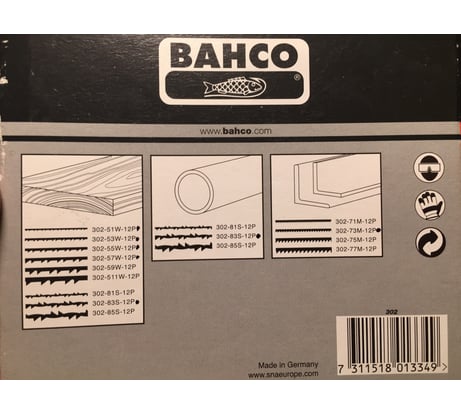 BAHCO
®
www.bahco.com
302-51W-12P
302-53W-12P
302-55W-12P
302-57W-12P
302-59W-12P
302-511W-12P
302-81S-12P
302-83S-12P
302-85S-12P
302-81S-12P
302-83S-12P
302-85S-12P
302-71M-12P
302-73M-12P
302-75M-12P
302-77M-12P
302
7 311518 013349 >
Made in Germany
www.snaeurope.com